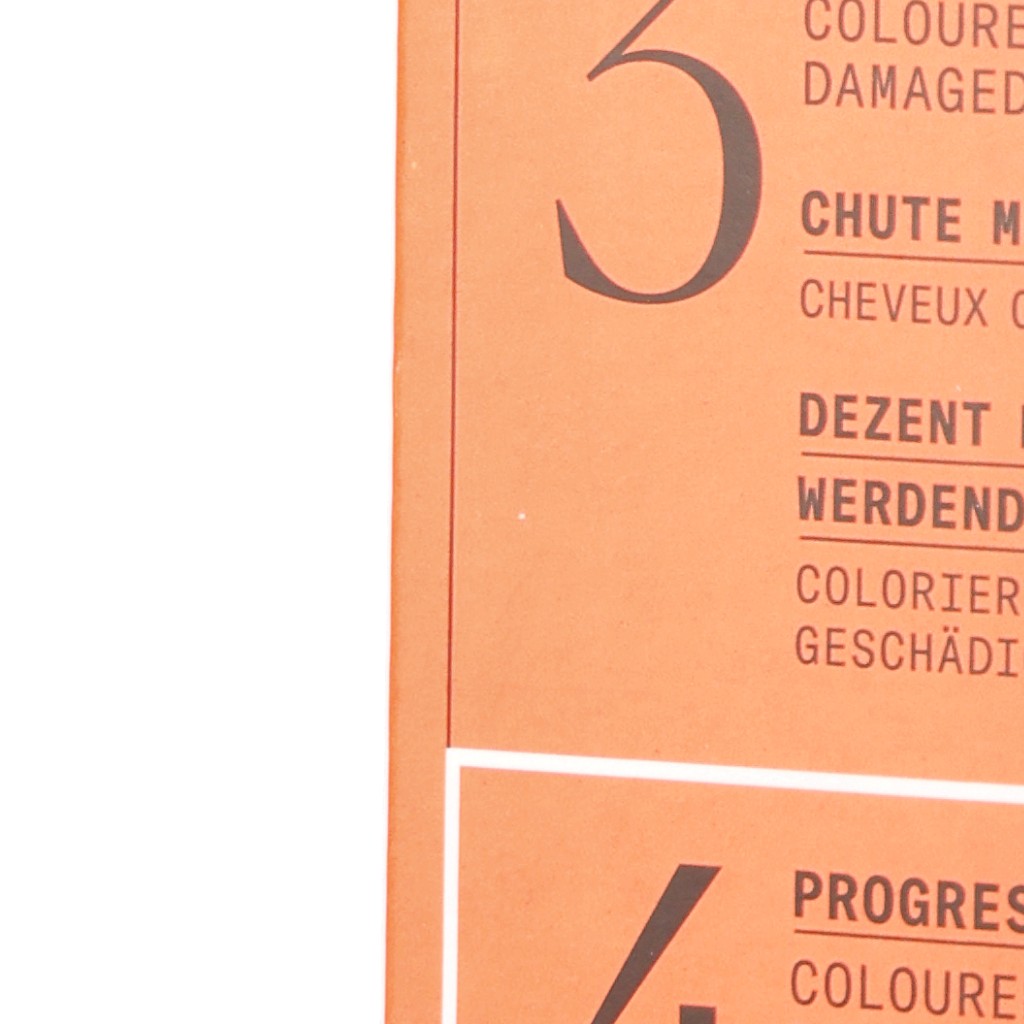 3
COLOURE
DAMAGED
CHUTE M
CHEVEUX C
DEZENT
WERDEND
COLORIER
GESCHÄDI
4
PROGRES
COLOURE